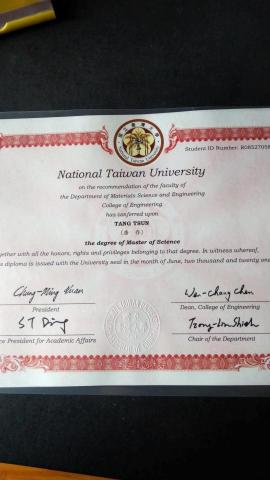 Student ID Number: R0852705
National Taiwan University
on the recommendation of the faculty of
the Department of Materials Science and Engineering
College of Engineering
has conferred upon
TANG TSUN
the degree of Master of Science
together with all the honors, rights and privileges belonging to that degree. In witness whereof,
diploma is issued with the University seal in the month of June, two thousand and twenty one
President
Dean, College of Engineering
Vice President for Academic Affairs
Chair of the Department